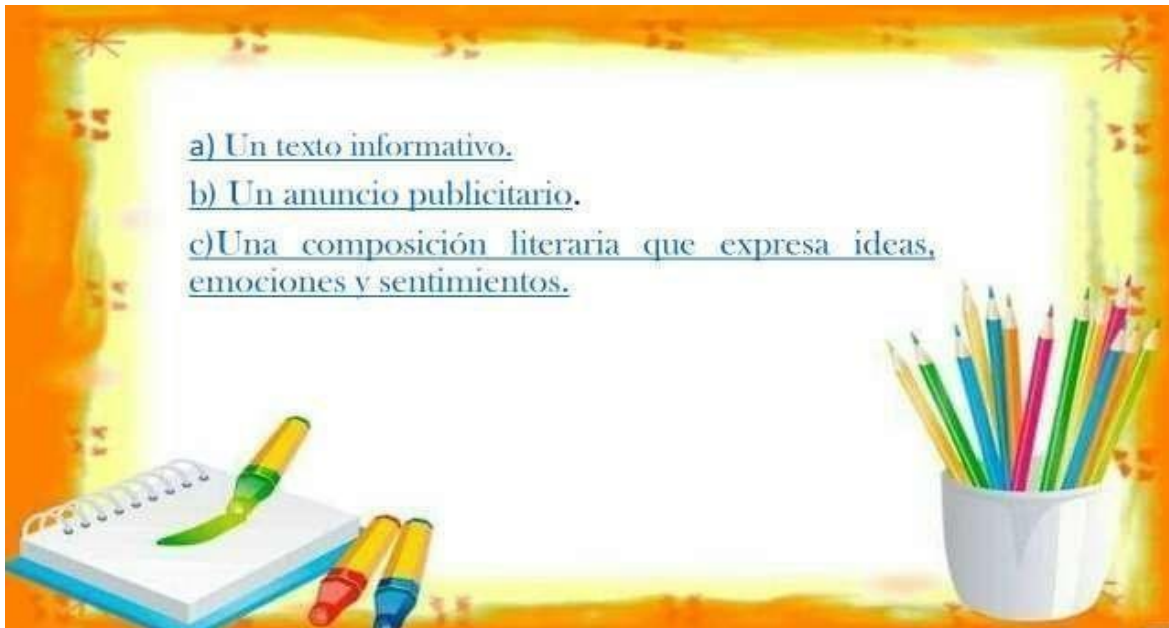 a) Un texto informativo.
b) Un anuncio publicitario.
c)Una composición literaria que expresa ideas,
emociones y sentimientos.